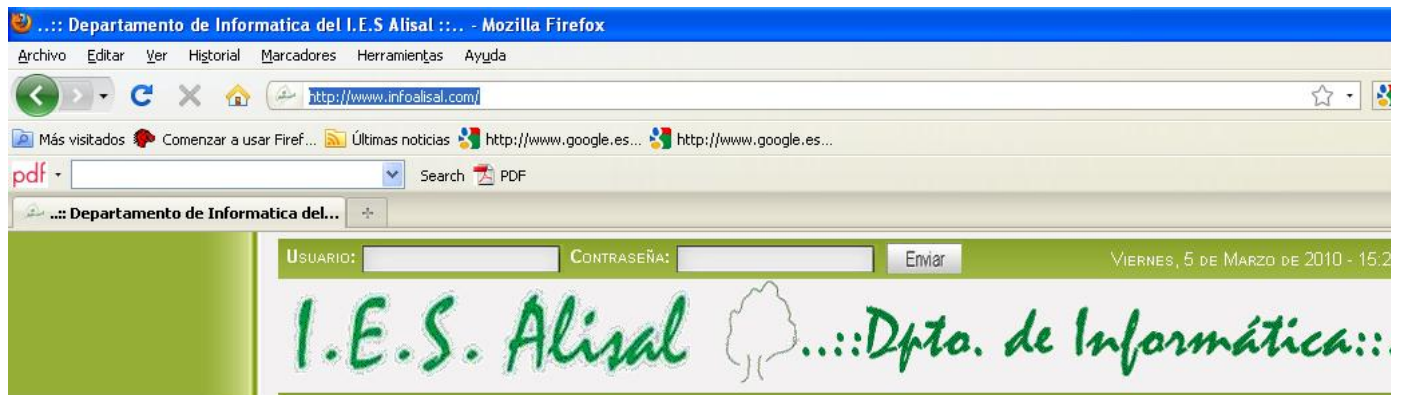 ..:: Departamento de Informatica del I.E.S Alisal ::.. - Mozilla Firefox
Archivo Editar Ver Historial Marcadores Herramientas Ayuda
http://www.infoalisal.com/
Más visitados Comenzar a usar Firef... Últimas noticias http://www.google.es... http://www.google.es...
pdf Search PDF
..:: Departamento de Informatica del...
USUARIO: CONTRASEÑA: Enviar VIERNES, 5 DE MARZO DE 2010 - 15:2
I.E.S. Alisal ..::Dpto. de Informática::.